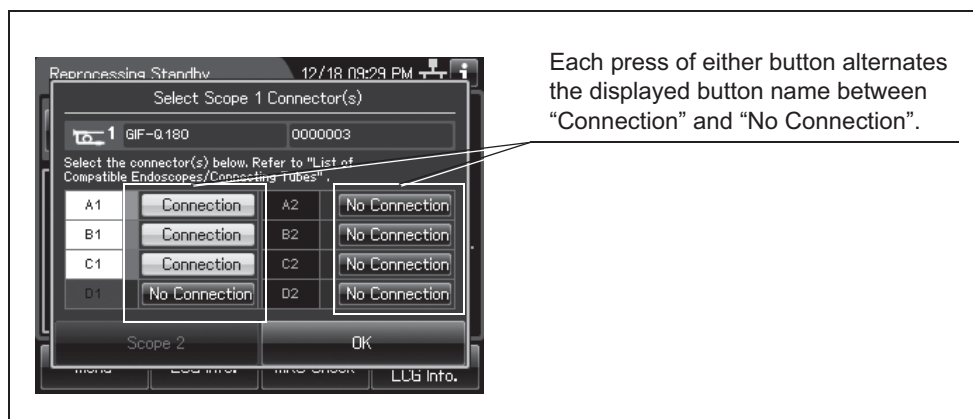 Reprocessing Standby 12/18 09:29 PM i
Select Scope 1 Connector(s)
1 GIF-Q180 0000003
Select the connector(s) below. Refer to "List of
Compatible Endoscopes/Connecting Tubes".
A1 Connection A2 No Connection
B1 Connection B2 No Connection
C1 Connection C2 No Connection
D1 No Connection D2 No Connection
Scope 2 OK
LCG Info.
Each press of either button alternates
the displayed button name between
“Connection” and “No Connection”.